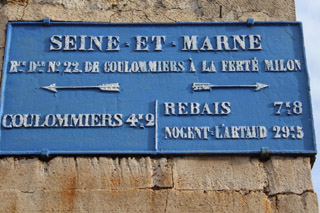 SEINE-ET-MARNE
RTE DLE No 22. DE COULOMMIERS À LA FERTÉ MILON
COULOMMIERS 4K2
REBAIS 7K8
NOGENT-L'ARTAUD 29K5